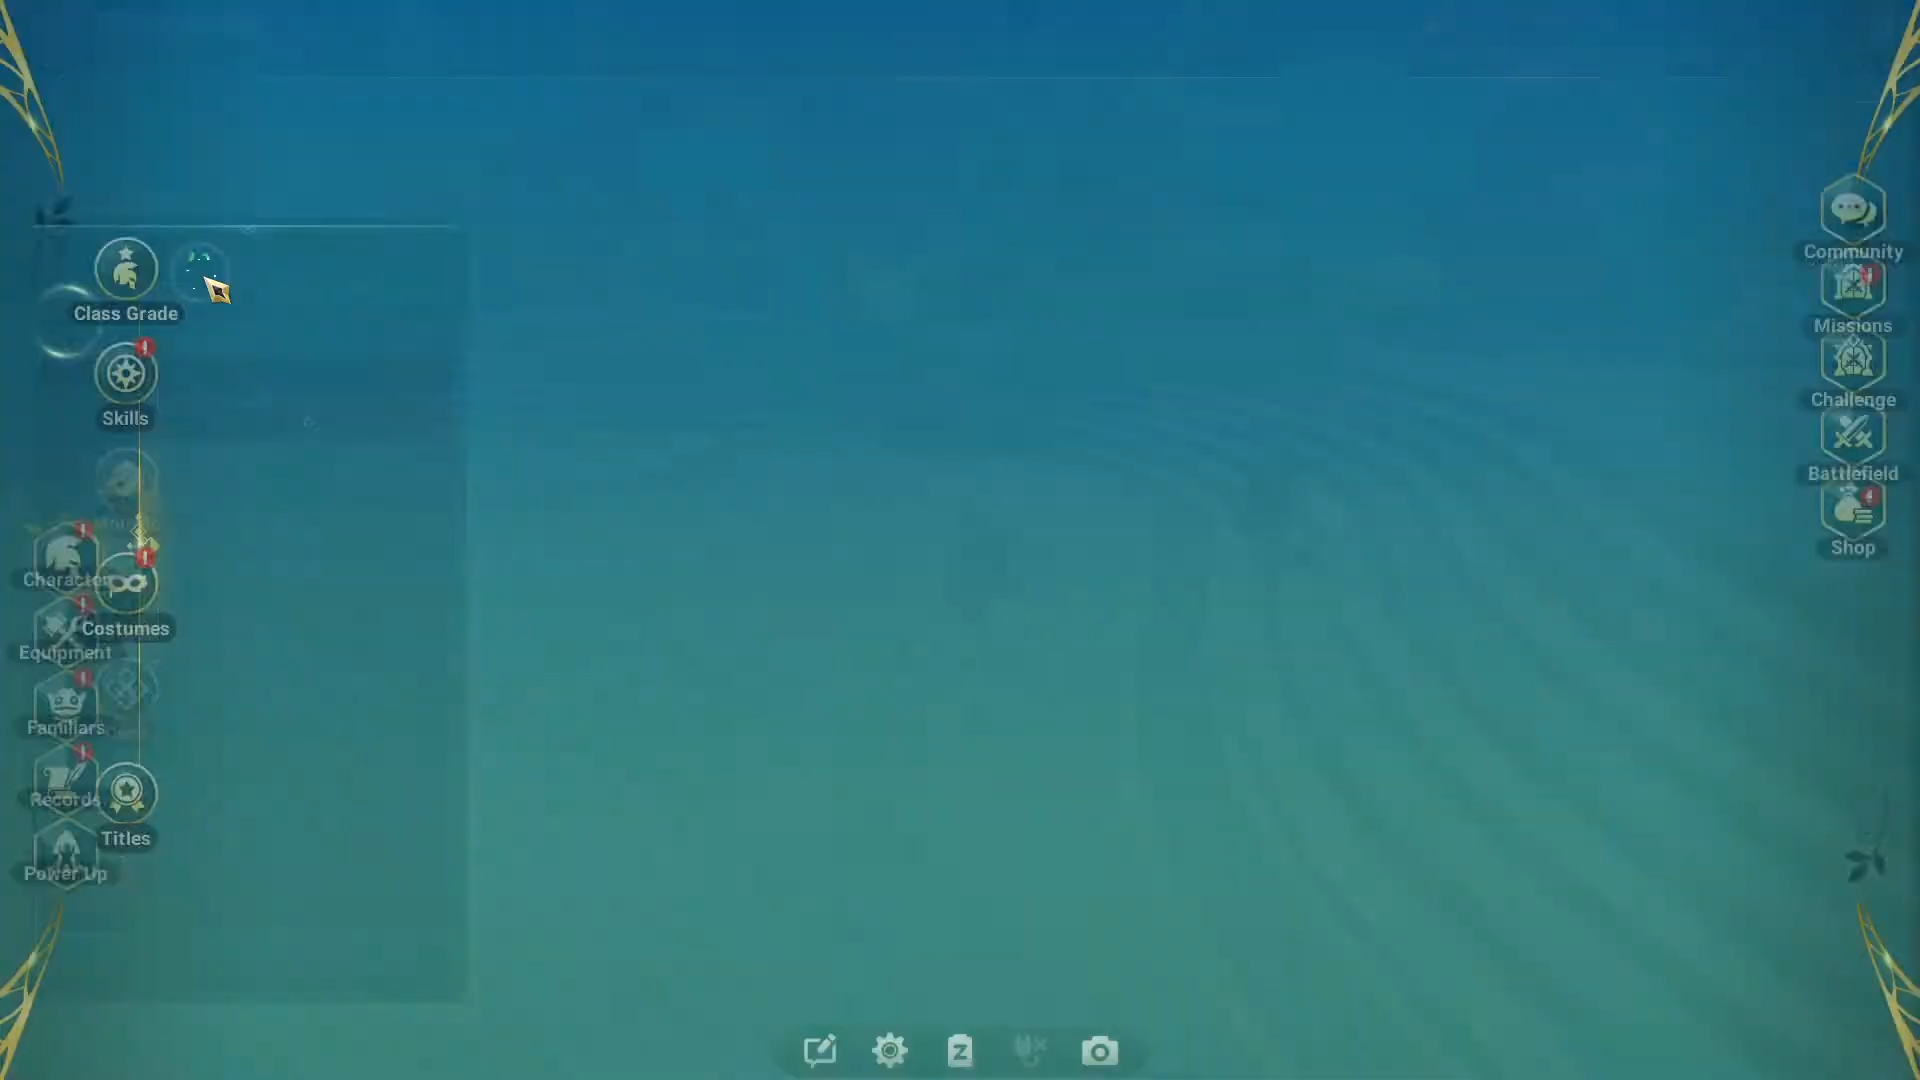 Class Grade
Skills
Character
Costumes
Equipment
Familiars
Records
Titles
Power Up
Community
Missions
Challenge
Battlefield
Shop